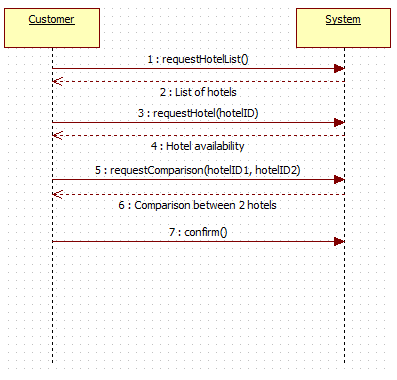 Customer
System
1 : requestHotelList()
2 : List of hotels
3 : requestHotel(hotelID)
4 : Hotel availability
5 : requestComparison(hotelID1, hotelID2)
6 : Comparison between 2 hotels
7 : confirm()